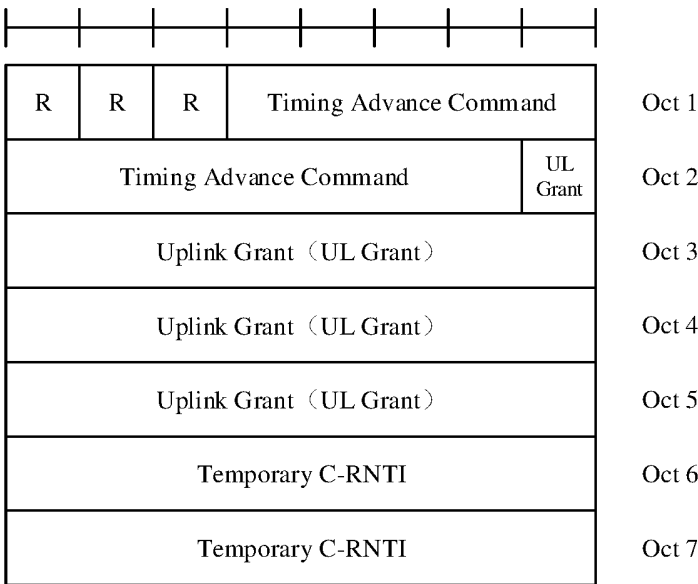 R R R Timing Advance Command Oct 1
Timing Advance Command UL Grant Oct 2
Uplink Grant（UL Grant） Oct 3
Uplink Grant（UL Grant） Oct 4
Uplink Grant（UL Grant） Oct 5
Temporary C-RNTI Oct 6
Temporary C-RNTI Oct 7